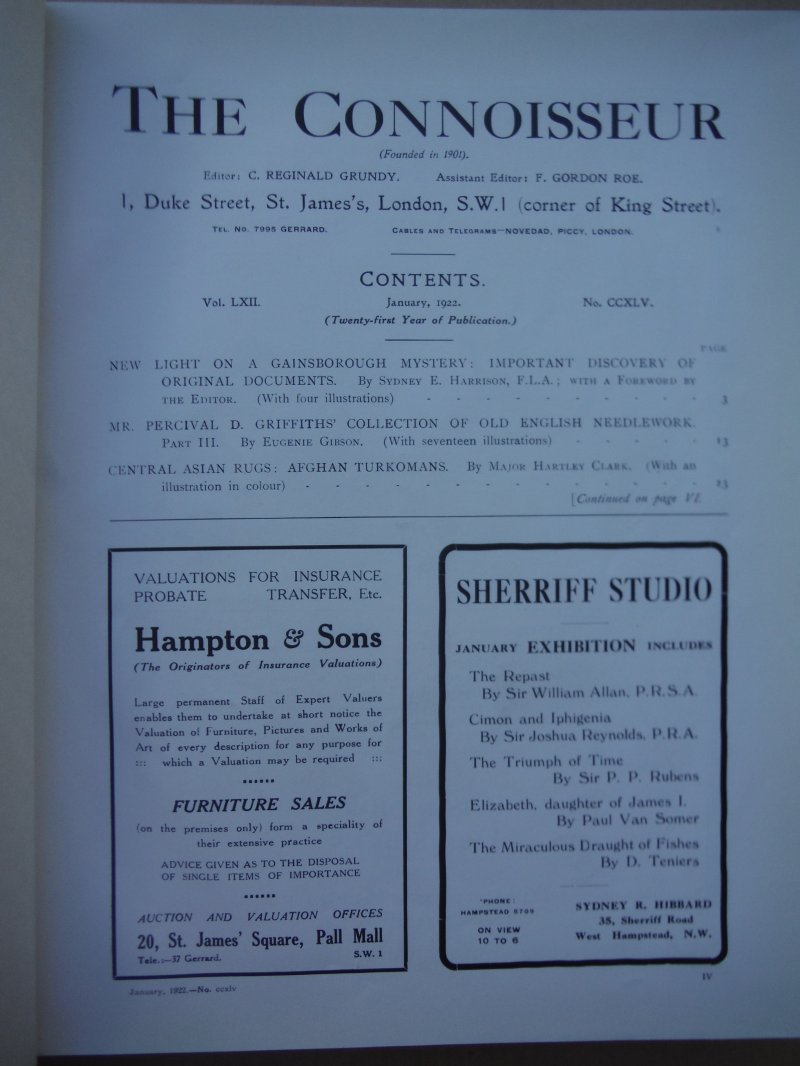 THE CONNOISSEUR
(Founded in 1901).
Editor: C. REGINALD GRUNDY. Assistant Editor: F. GORDON ROE.
1, Duke Street, St. James's, London, S.W.1 (corner of King Street).
TEL. NO. 7995 GERRARD. CABLES AND TELEGRAMS—NOVEDAD, PICCY, LONDON.
CONTENTS.
Vol. LXII. January, 1922. No. CCXLV.
(Twenty-first Year of Publication.)
PAGE
NEW LIGHT ON A GAINSBOROUGH MYSTERY: IMPORTANT DISCOVERY OF
ORIGINAL DOCUMENTS. By SYDNEY E. HARRISON, F.L.A.; WITH A FOREWORD BY
THE EDITOR. (With four illustrations) - - - - - - - - - - 3
MR. PERCIVAL D. GRIFFITHS' COLLECTION OF OLD ENGLISH NEEDLEWORK.
PART III. By EUGENIE GIBSON. (With seventeen illustrations) - - - - - 13
CENTRAL ASIAN RUGS: AFGHAN TURKOMANS. By MAJOR HARTLEY CLARK. (With an
illustration in colour) - - - - - - - - - - - - - 23
[Continued on page VI.
VALUATIONS FOR INSURANCE
PROBATE TRANSFER, Etc.
Hampton & Sons
(The Originators of Insurance Valuations)
Large permanent Staff of Expert Valuers
enables them to undertake at short notice the
Valuation of Furniture, Pictures and Works of
Art of every description for any purpose for
::: which a Valuation may be required :::
......
FURNITURE SALES
(on the premises only) form a speciality of
their extensive practice
ADVICE GIVEN AS TO THE DISPOSAL
OF SINGLE ITEMS OF IMPORTANCE
......
AUCTION AND VALUATION OFFICES
20, St. James' Square, Pall Mall
Tele.:—37 Gerrard. S.W. 1
SHERRIFF STUDIO
JANUARY EXHIBITION INCLUDES
The Repast
By Sir William Allan, P.R.S.A.
Cimon and Iphigenia
By Sir Joshua Reynolds, P.R.A.
The Triumph of Time
By Sir P. P. Rubens
Elizabeth, daughter of James I.
By Paul Van Somer
The Miraculous Draught of Fishes
By D. Teniers
'PHONE:
HAMPSTEAD 8709
ON VIEW
10 TO 6
SYDNEY R. HIBBARD
35, Sherriff Road
West Hampstead, N.W.
January, 1922.—No. ccxlv
IV